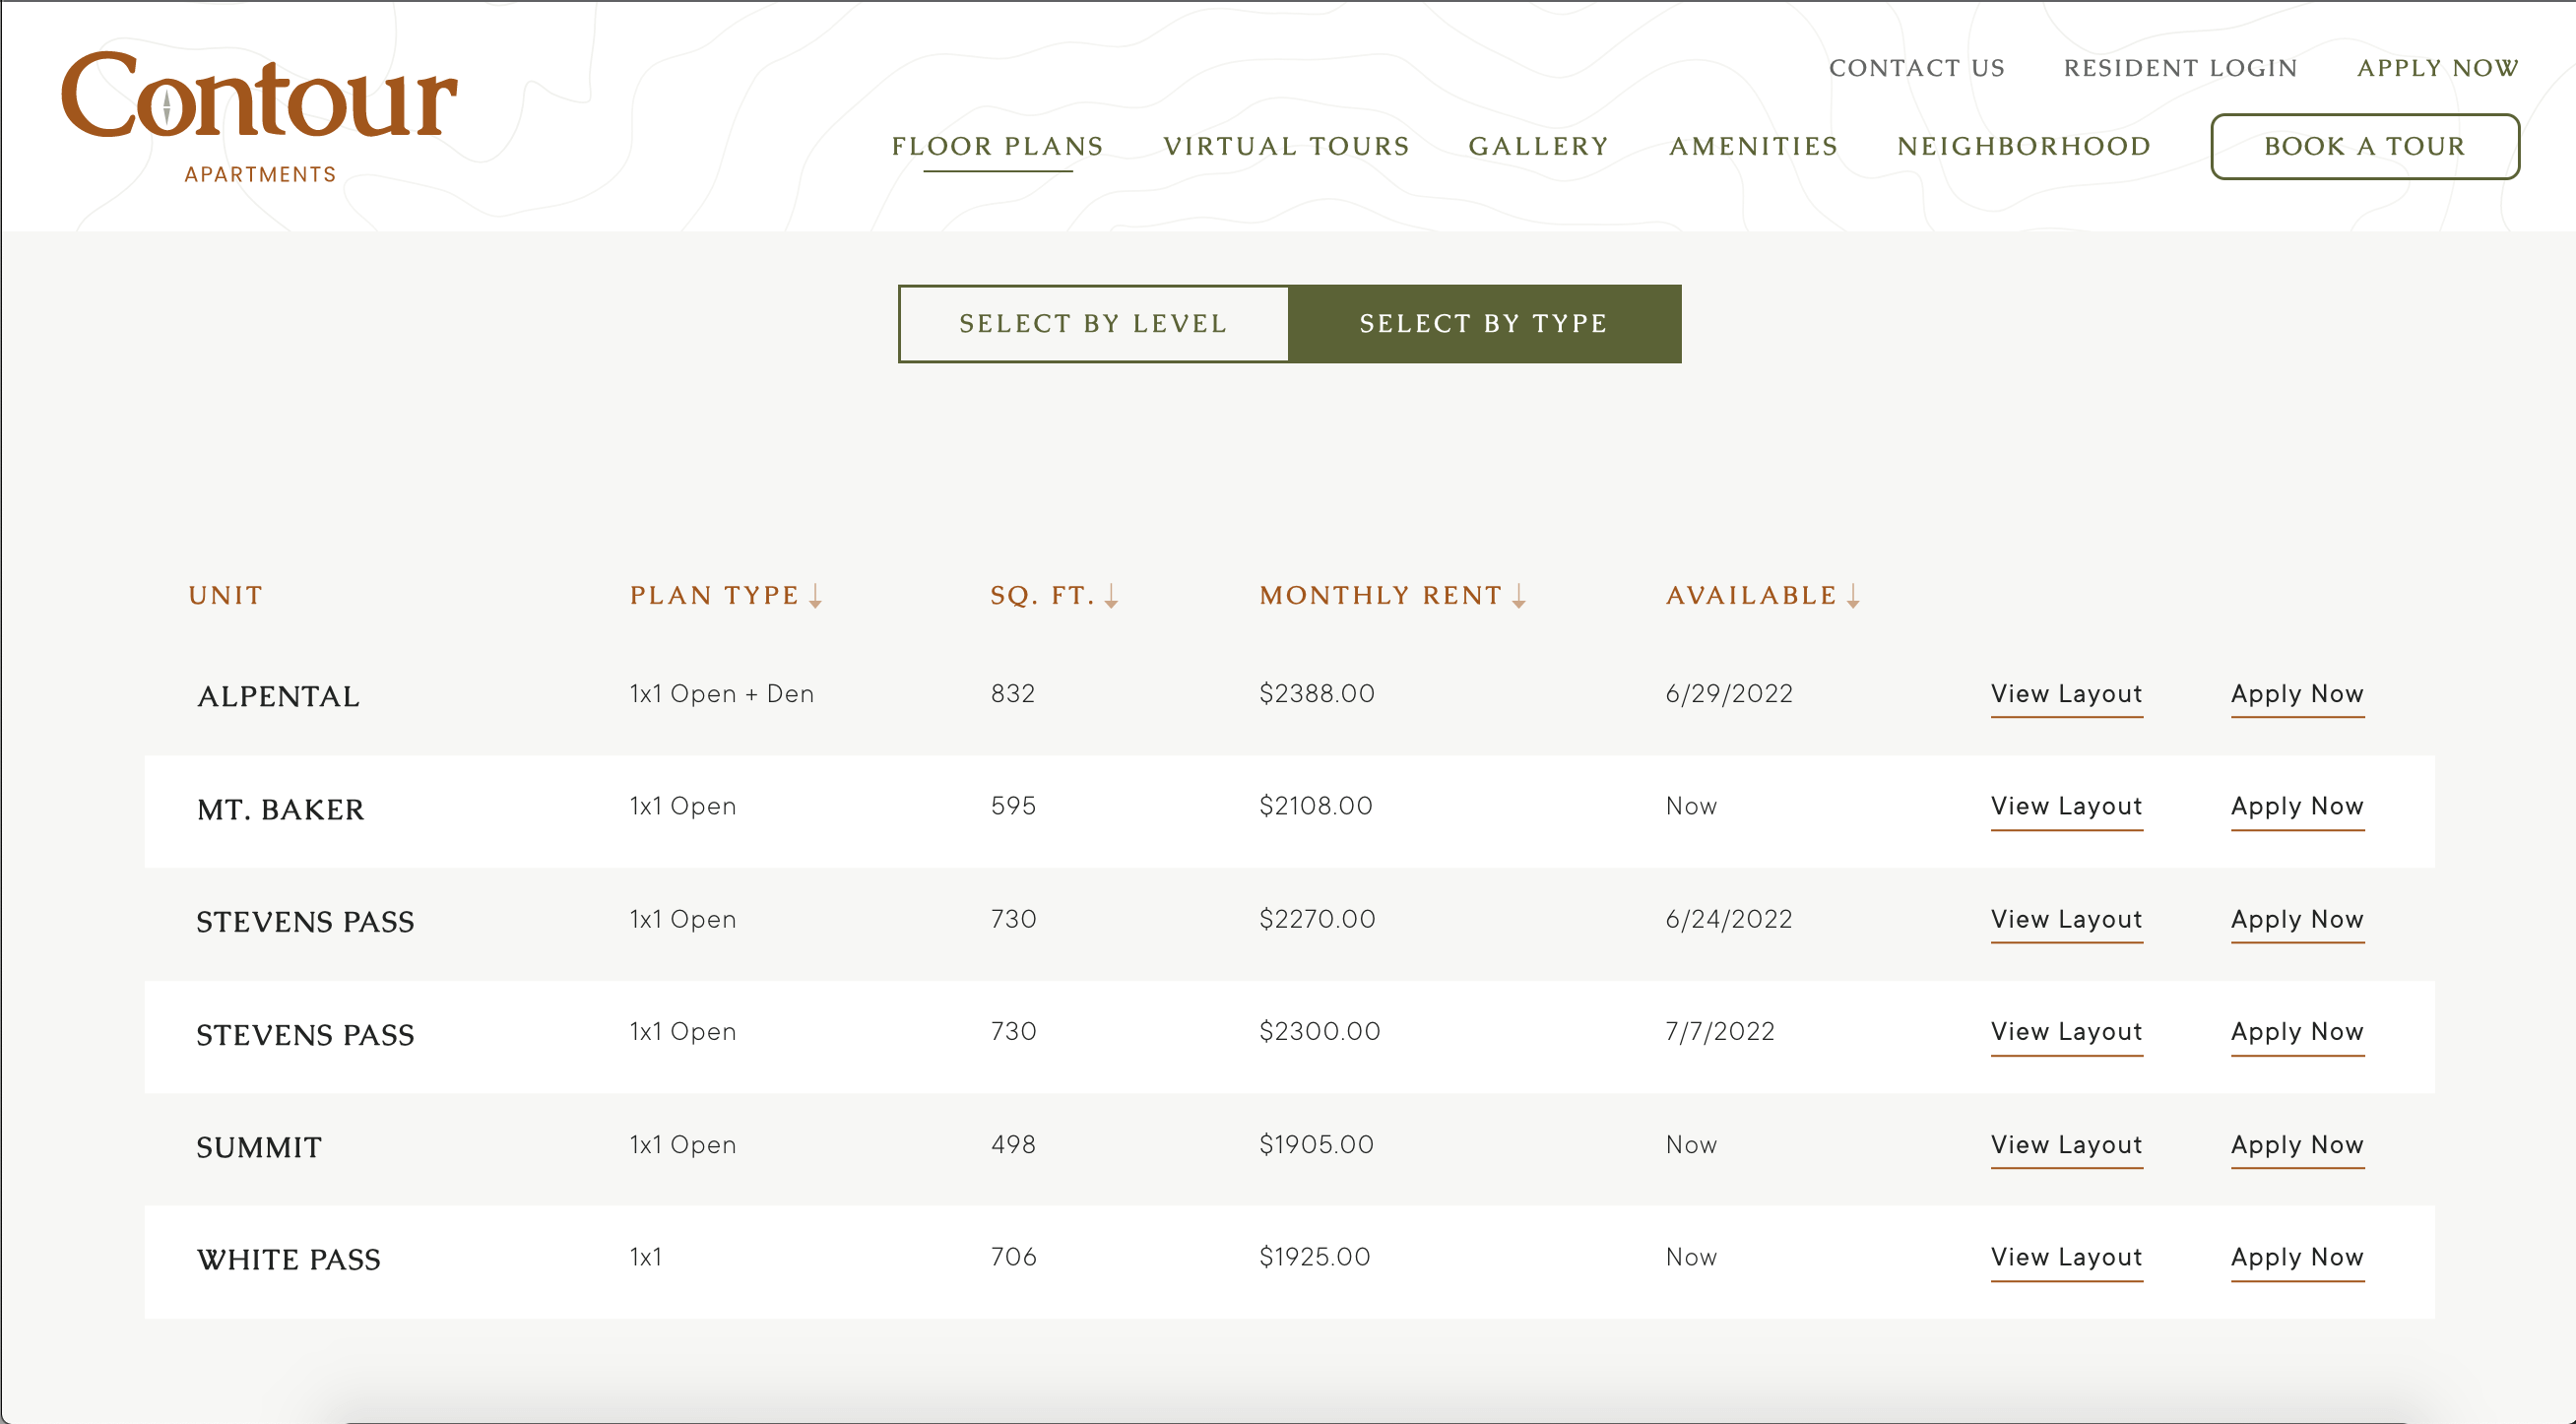 Contour
APARTMENTS
CONTACT US RESIDENT LOGIN APPLY NOW
FLOOR PLANS VIRTUAL TOURS GALLERY AMENITIES NEIGHBORHOOD BOOK A TOUR
SELECT BY LEVEL SELECT BY TYPE
UNIT PLAN TYPE SQ. FT. MONTHLY RENT AVAILABLE
ALPENTAL 1x1 Open + Den 832 $2388.00 6/29/2022 View Layout Apply Now
MT. BAKER 1x1 Open 595 $2108.00 Now View Layout Apply Now
STEVENS PASS 1x1 Open 730 $2270.00 6/24/2022 View Layout Apply Now
STEVENS PASS 1x1 Open 730 $2300.00 7/7/2022 View Layout Apply Now
SUMMIT 1x1 Open 498 $1905.00 Now View Layout Apply Now
WHITE PASS 1x1 706 $1925.00 Now View Layout Apply Now